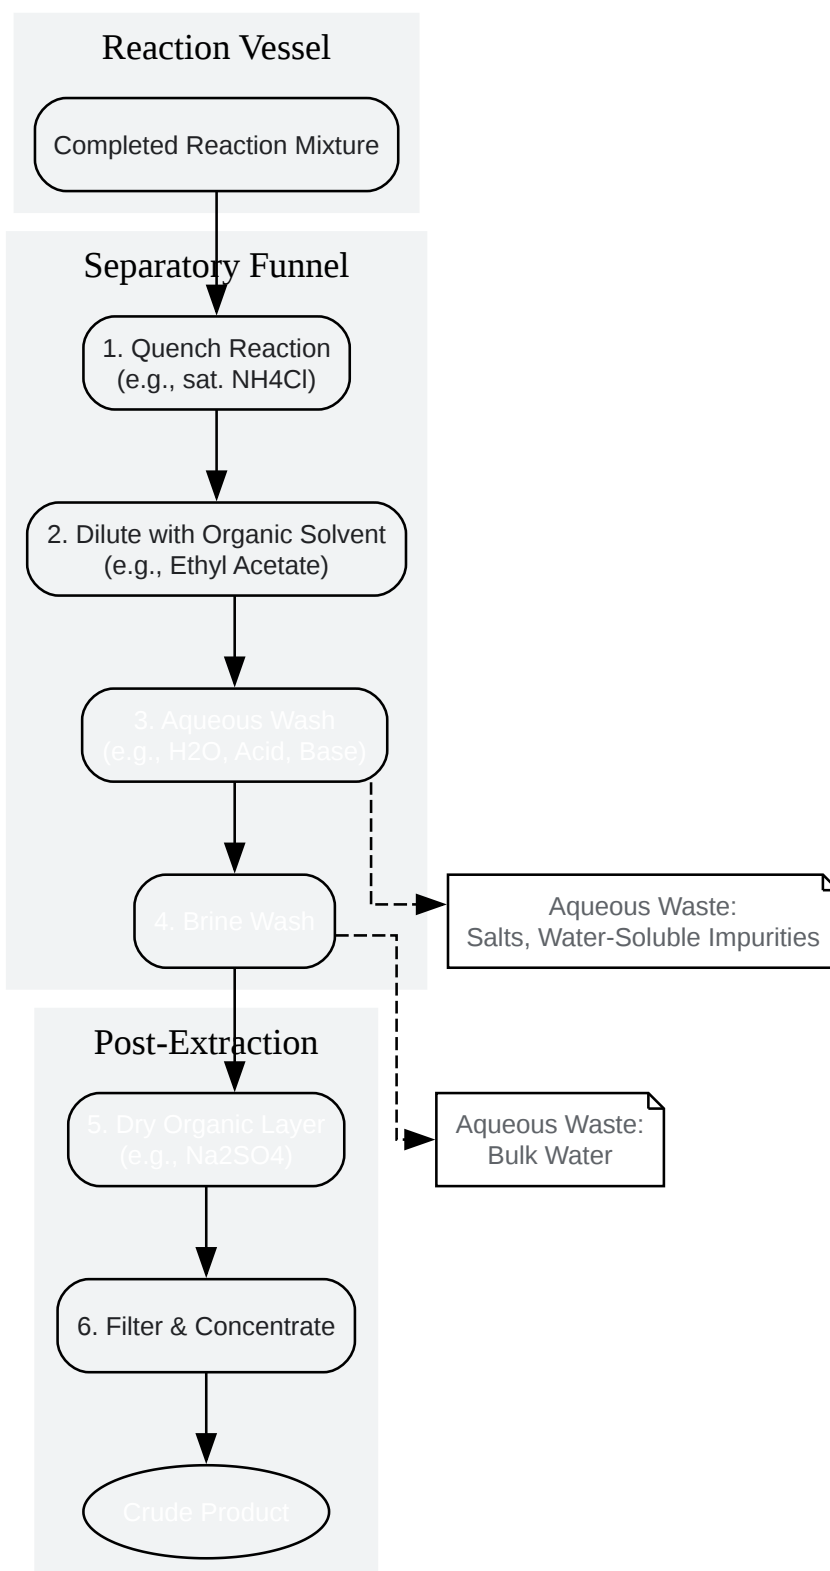 Reaction Vessel
Completed Reaction Mixture
Separatory Funnel
1. Quench Reaction
(e.g., sat. NH4Cl)
2. Dilute with Organic Solvent
(e.g., Ethyl Acetate)
3. Aqueous Wash
(e.g., H2O, Acid, Base)
4. Brine Wash
Aqueous Waste:
Salts, Water-Soluble Impurities
Post-Extraction
5. Dry Organic Layer
(e.g., Na2SO4)
Aqueous Waste:
Bulk Water
6. Filter & Concentrate
Crude Product